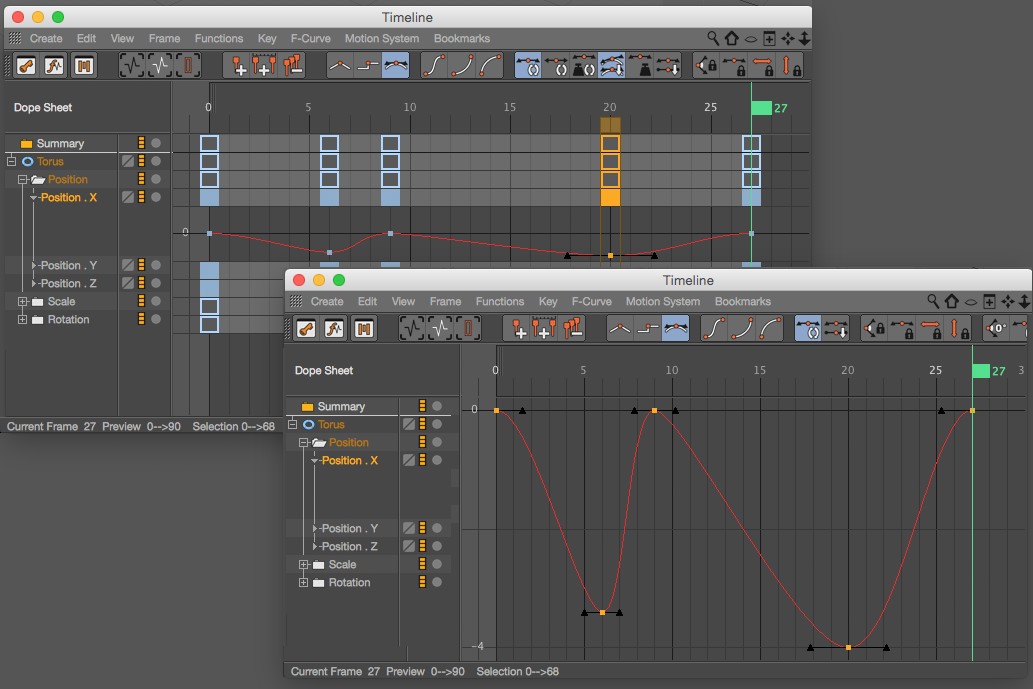 Timeline
Create Edit View Frame Functions Key F-Curve Motion System Bookmarks
Dope Sheet 0 5 10 15 20 25 27
Summary
Torus
Position
Position . X
0
Position . Y
Position . Z
Scale
Rotation
Current Frame 27 Preview 0-->90 Selection 0-->68
Timeline
Create Edit View Frame Functions Key F-Curve Motion System Bookmarks
Dope Sheet 0 5 10 15 20 25 27 3
Summary
0
Torus
Position
Position . X
Position . Y
Position . Z
Scale
Rotation
-4
Current Frame 27 Preview 0-->90 Selection 0-->68